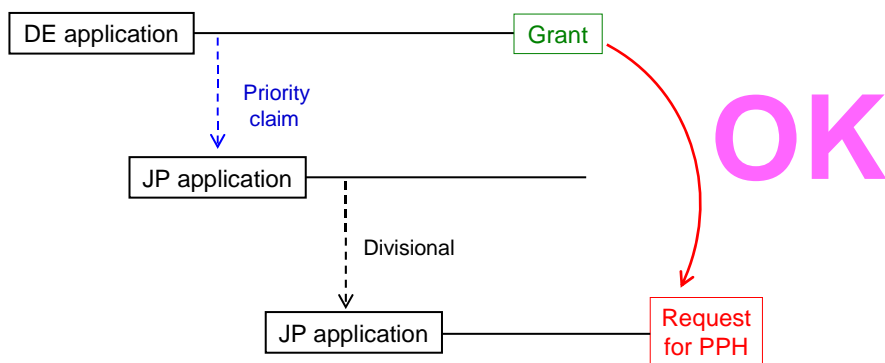 DE application
Grant
Priority
claim
OK
JP application
Divisional
JP application
Request
for PPH